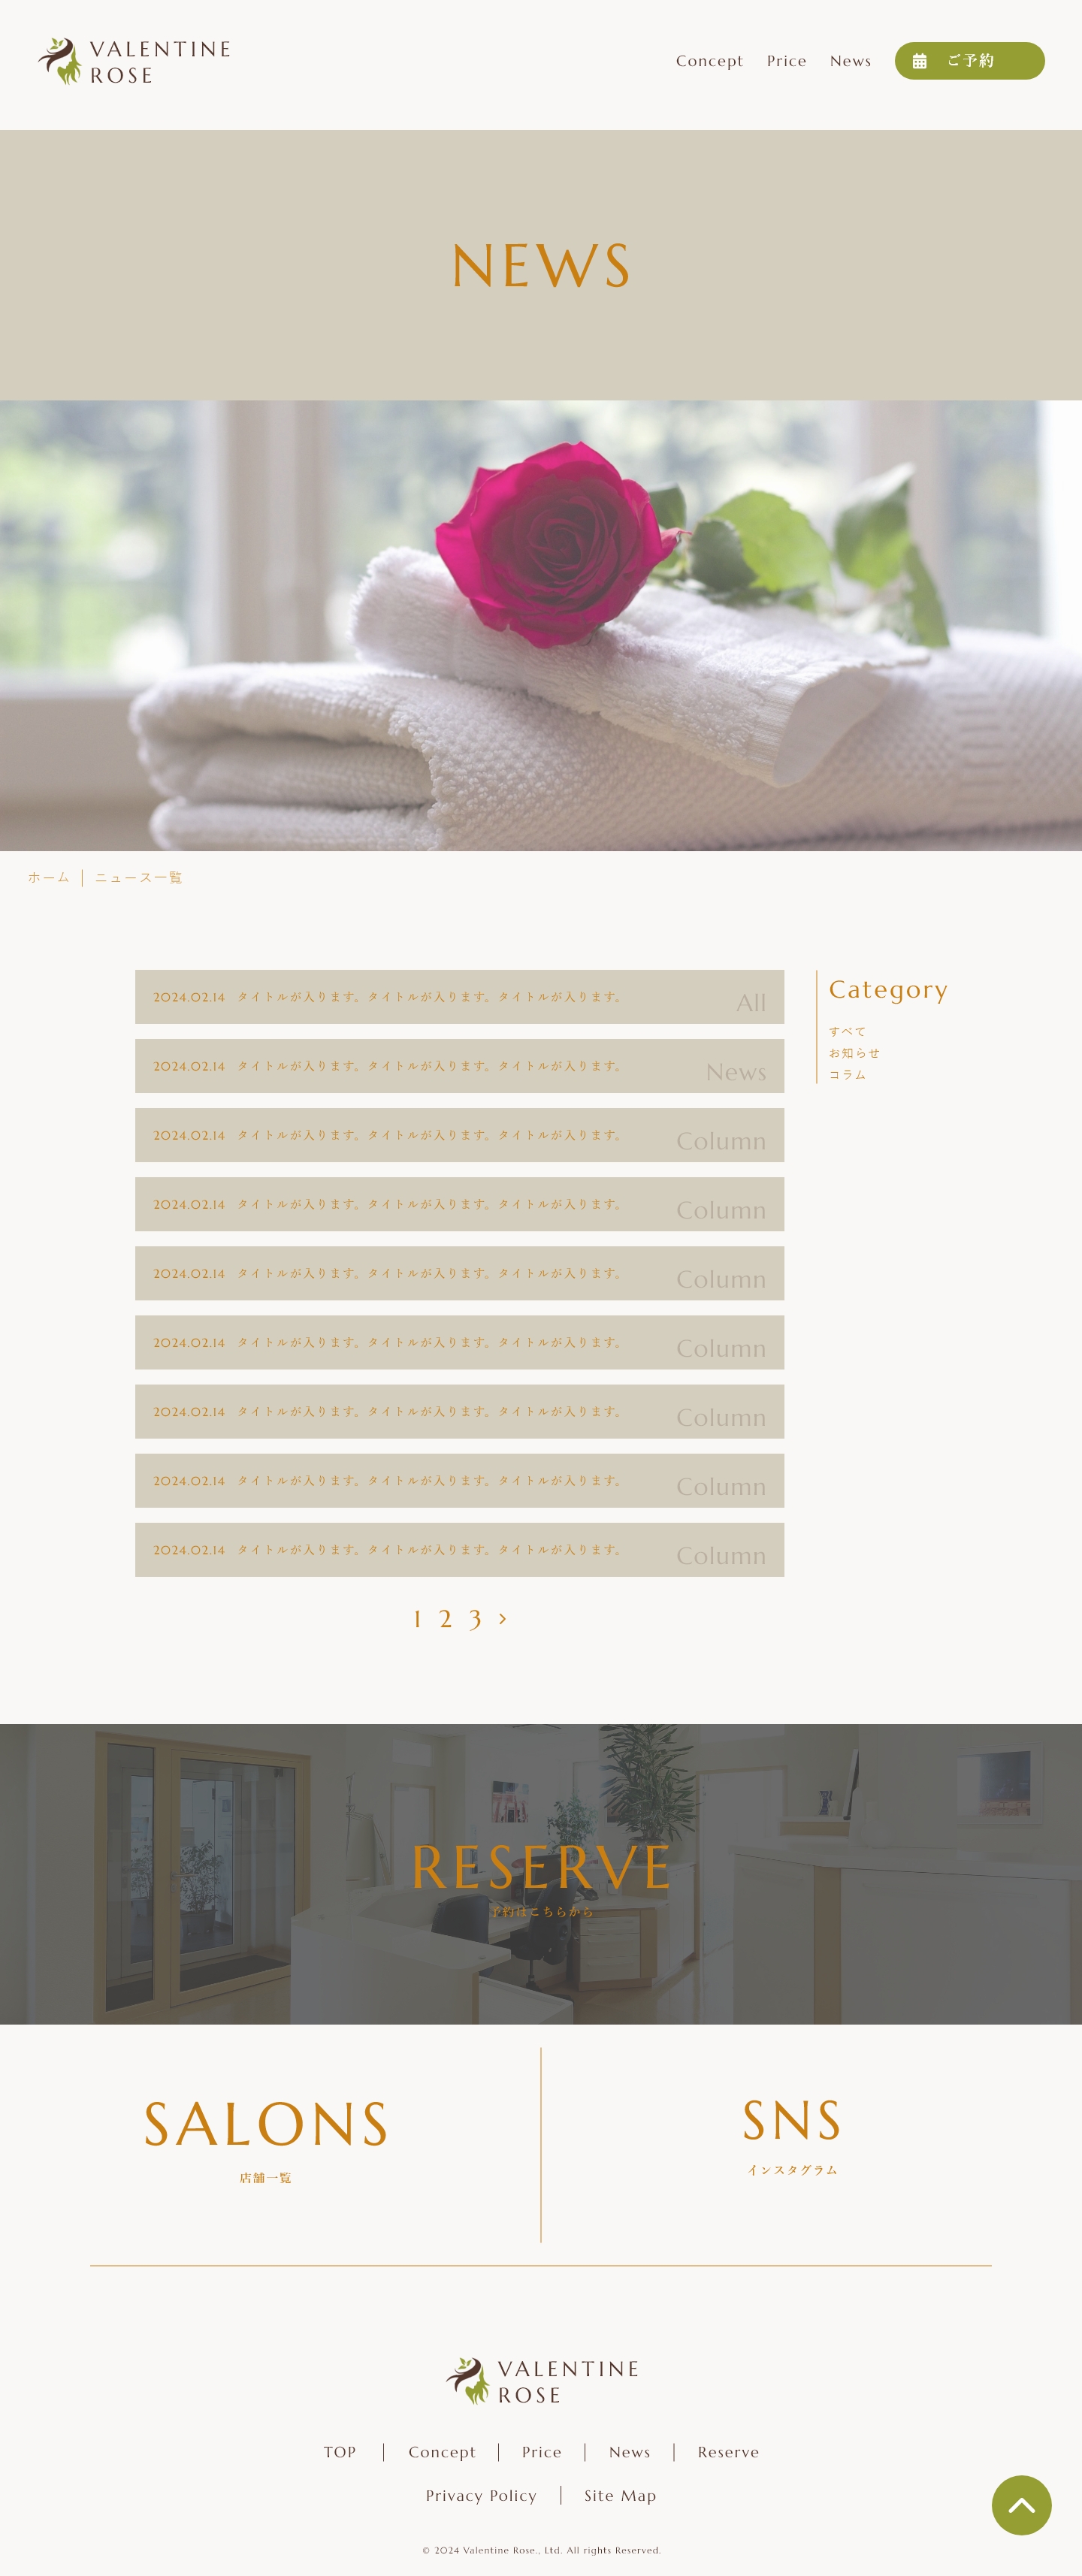 VALENTINE
ROSE
Concept Price News ご予約
NEWS
ホーム ニュース一覧
2024.02.14 タイトルが入ります。タイトルが入ります。タイトルが入ります。 All
2024.02.14 タイトルが入ります。タイトルが入ります。タイトルが入ります。 News
2024.02.14 タイトルが入ります。タイトルが入ります。タイトルが入ります。 Column
2024.02.14 タイトルが入ります。タイトルが入ります。タイトルが入ります。 Column
2024.02.14 タイトルが入ります。タイトルが入ります。タイトルが入ります。 Column
2024.02.14 タイトルが入ります。タイトルが入ります。タイトルが入ります。 Column
2024.02.14 タイトルが入ります。タイトルが入ります。タイトルが入ります。 Column
2024.02.14 タイトルが入ります。タイトルが入ります。タイトルが入ります。 Column
2024.02.14 タイトルが入ります。タイトルが入ります。タイトルが入ります。 Column
Category
すべて
お知らせ
コラム
1 2 3 >
RESERVE
予約はこちらから
SALONS
店舗一覧
SNS
インスタグラム
VALENTINE
ROSE
TOP Concept Price News Reserve
Privacy Policy Site Map
© 2024 Valentine Rose., Ltd. All rights Reserved.